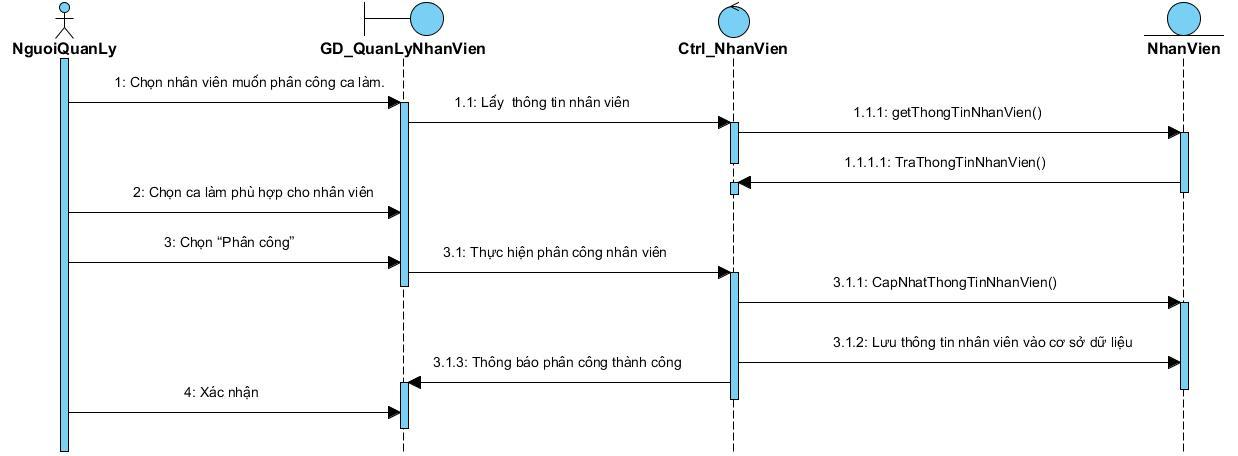 NguoiQuanLy
GD_QuanLyNhanVien
Ctrl_NhanVien
NhanVien
1: Chọn nhân viên muốn phân công ca làm.
1.1: Lấy thông tin nhân viên
1.1.1: getThongTinNhanVien()
1.1.1.1: TraThongTinNhanVien()
2: Chọn ca làm phù hợp cho nhân viên
3: Chọn “Phân công”
3.1: Thực hiện phân công nhân viên
3.1.1: CapNhatThongTinNhanVien()
3.1.2: Lưu thông tin nhân viên vào cơ sở dữ liệu
3.1.3: Thông báo phân công thành công
4: Xác nhận